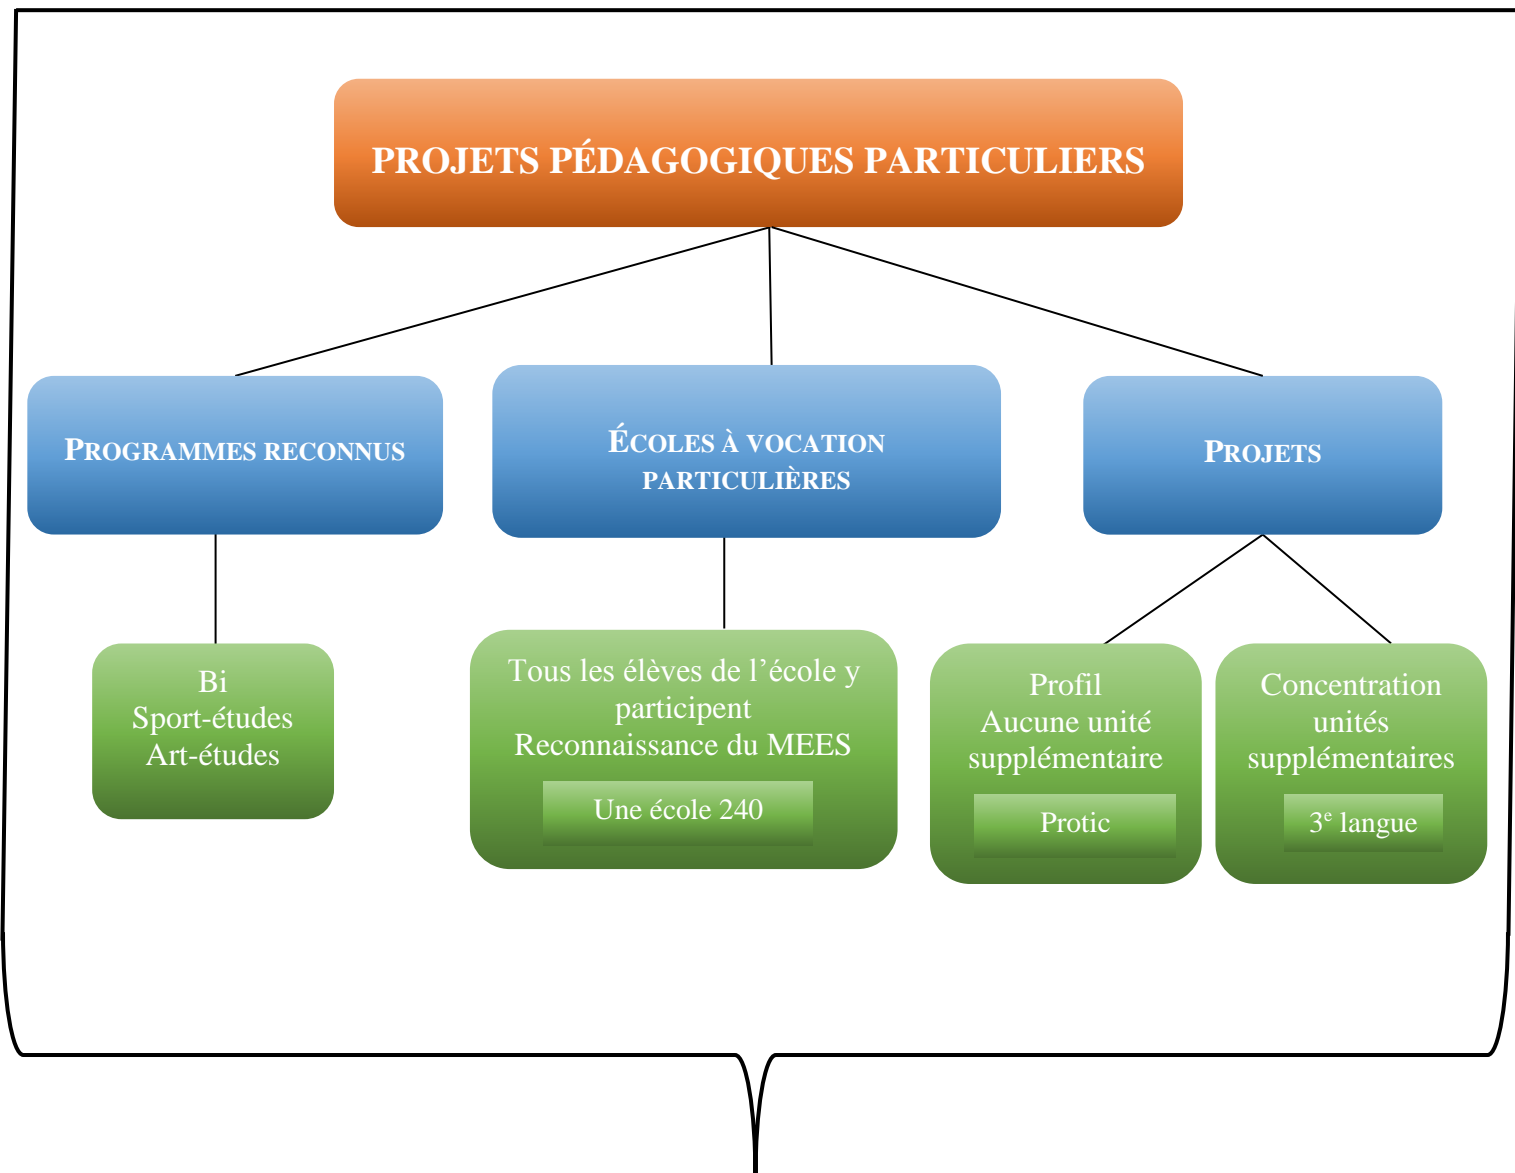 PROJETS PÉDAGOGIQUES PARTICULIERS
PROGRAMMES RECONNUS
ÉCOLES À VOCATION
PARTICULIÈRES
PROJETS
Bi
Sport-études
Art-études
Tous les élèves de l’école y
participent
Reconnaissance du MEES
Une école 240
Profil
Aucune unité
supplémentaire
Protic
Concentration
unités
supplémentaires
3e langue